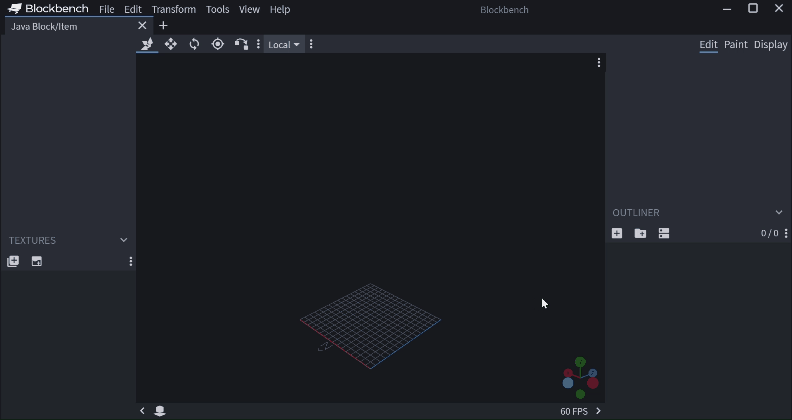 Blockbench File Edit Transform Tools View Help Blockbench
Java Block/Item
Local Edit Paint Display
OUTLINER
0 / 0
TEXTURES
60 FPS